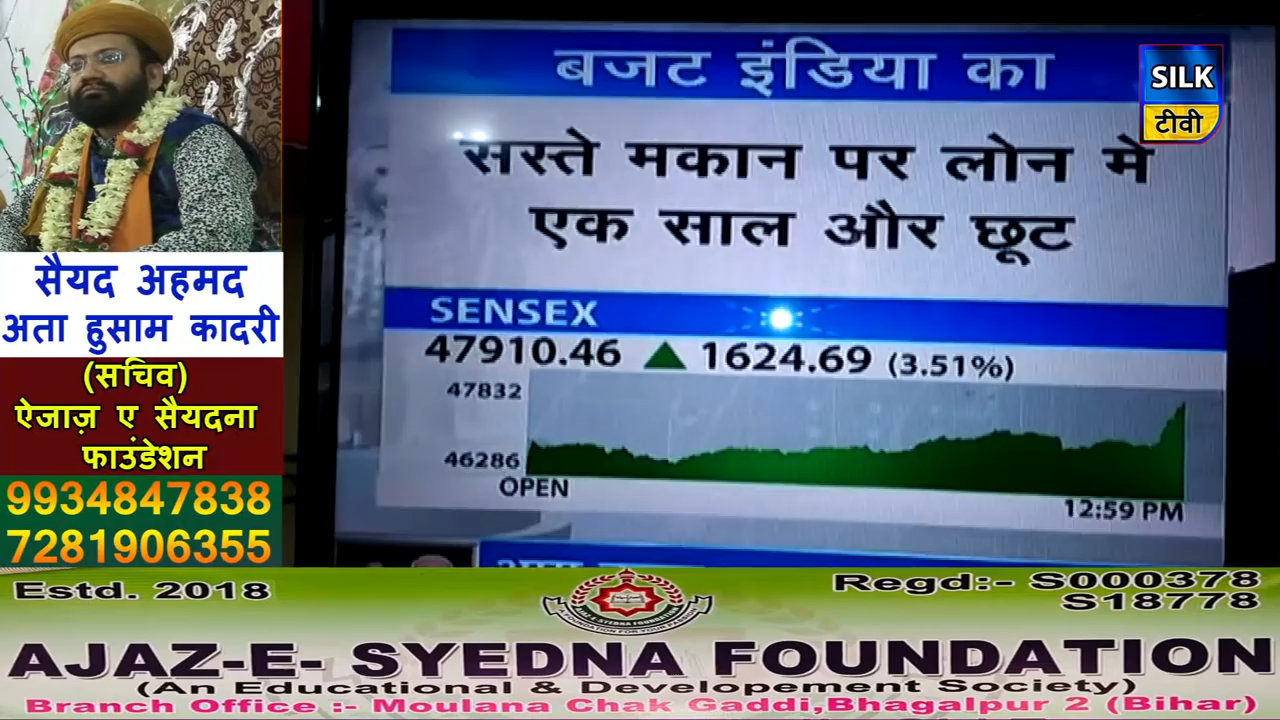 बजट इंडिया का
SILK
टीवी
सस्ते मकान पर लोन मे
एक साल और छूट
SENSEX
47910.46 ▲ 1624.69 (3.51%)
47832
46286
OPEN
12:59 PM
सैयद अहमद
अता हुसाम कादरी
(सचिव)
ऐजाज़ ए सैयदना
फाउंडेशन
9934847838
7281906355
Estd. 2018
Regd:- S000378
S18778
AJAZ-E- SYEDNA FOUNDATION
(An Educational & Developement Society)
Branch Office :- Moulana Chak Gaddi,Bhagalpur 2 (Bihar)